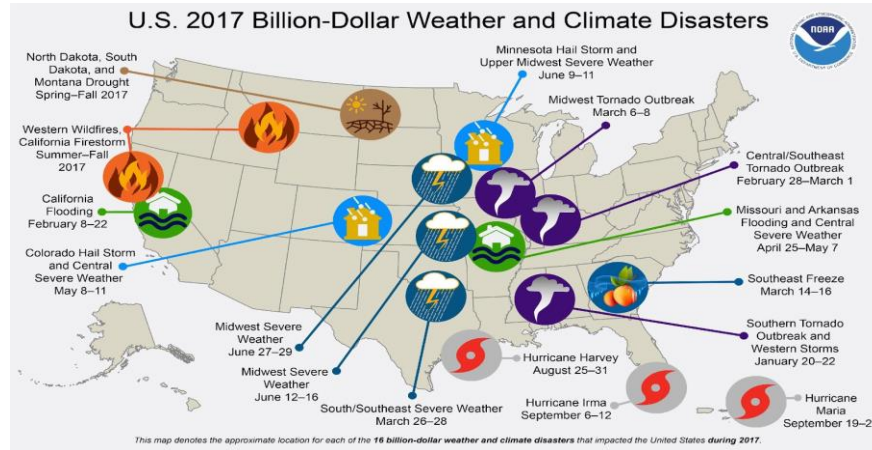 U.S. 2017 Billion-Dollar Weather and Climate Disasters
NOAA
North Dakota, South
Dakota, and
Montana Drought
Spring–Fall 2017
Minnesota Hail Storm and
Upper Midwest Severe Weather
June 9–11
Midwest Tornado Outbreak
March 6–8
Western Wildfires,
California Firestorm
Summer–Fall
2017
Central/Southeast
Tornado Outbreak
February 28–March 1
California
Flooding
February 8–22
Missouri and Arkansas
Flooding and Central
Severe Weather
April 25–May 7
Colorado Hail Storm
and Central
Severe Weather
May 8–11
Southeast Freeze
March 14–16
Midwest Severe
Weather
June 27–29
Southern Tornado
Outbreak and
Western Storms
January 20–22
Midwest Severe
Weather
June 12–16
Hurricane Harvey
August 25–31
South/Southeast Severe Weather
March 26–28
Hurricane Irma
September 6–12
Hurricane
Maria
September 19–2
This map denotes the approximate location for each of the 16 billion-dollar weather and climate disasters that impacted the United States during 2017.